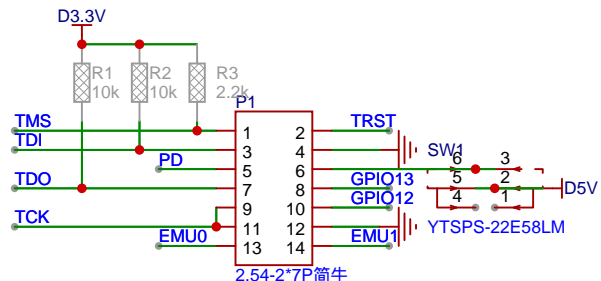 D3.3V
R1 R2 R3
10k 10k 2.2k
P1
TMS 1 2 TRST
TDI 3 4 SW1
PD 5 6 6 3
TDO 7 8 GPIO13 5 2 D5V
9 10 GPIO12 4 1
TCK 11 12 YTSPS-22E58LM
EMU0 13 14 EMU1
2.54-2*7P简牛